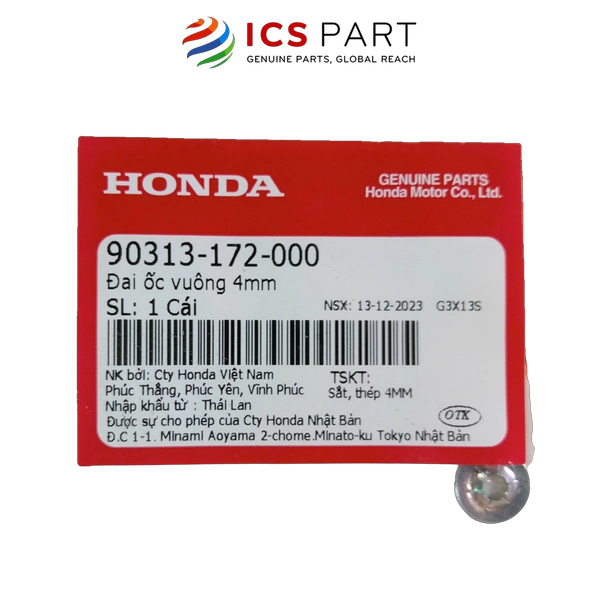 ICS PART
GENUINE PARTS, GLOBAL REACH
HONDA
GENUINE PARTS
Honda Motor Co., Ltd.
90313-172-000
Đai ốc vuông 4mm
SL: 1 Cái
NSX: 13-12-2023 G3X13S
NK bởi: Cty Honda Việt Nam
Phúc Thắng, Phúc Yên, Vĩnh Phúc
TSKT:
Sắt, thép 4MM
Nhập khẩu từ : Thái Lan
Được sự cho phép của Cty Honda Nhật Bản
OTK
Đ.C 1-1. Minami Aoyama 2-chome.Minato-ku Tokyo Nhật Bản